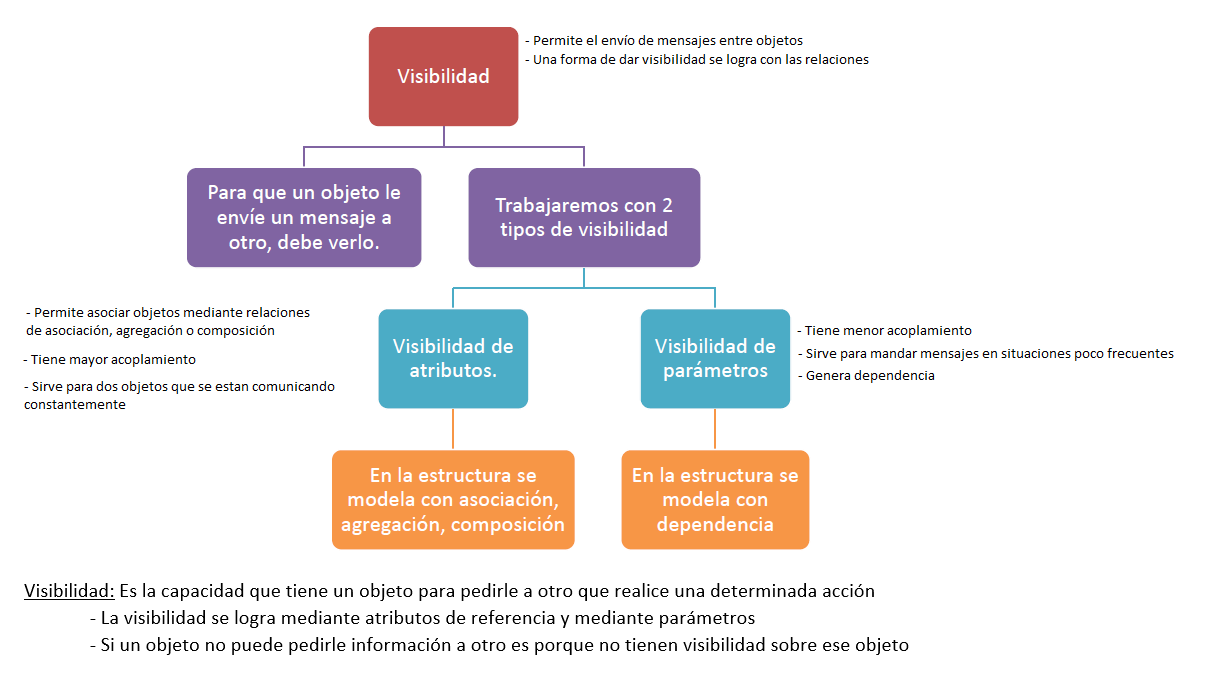 Visibilidad
- Permite el envío de mensajes entre objetos
- Una forma de dar visibilidad se logra con las relaciones
Para que un objeto le
envíe un mensaje a
otro, debe verlo.
Trabajaremos con 2
tipos de visibilidad
- Permite asociar objetos mediante relaciones
de asociación, agregación o composición
- Tiene mayor acoplamiento
- Sirve para dos objetos que se estan comunicando
constantemente
Visibilidad de
atributos.
Visibilidad de
parámetros
- Tiene menor acoplamiento
- Sirve para mandar mensajes en situaciones poco frecuentes
- Genera dependencia
En la estructura se
modela con asociación,
agregación, composición
En la estructura se
modela con
dependencia
Visibilidad: Es la capacidad que tiene un objeto para pedirle a otro que realice una determinada acción
- La visibilidad se logra mediante atributos de referencia y mediante parámetros
- Si un objeto no puede pedirle información a otro es porque no tienen visibilidad sobre ese objeto